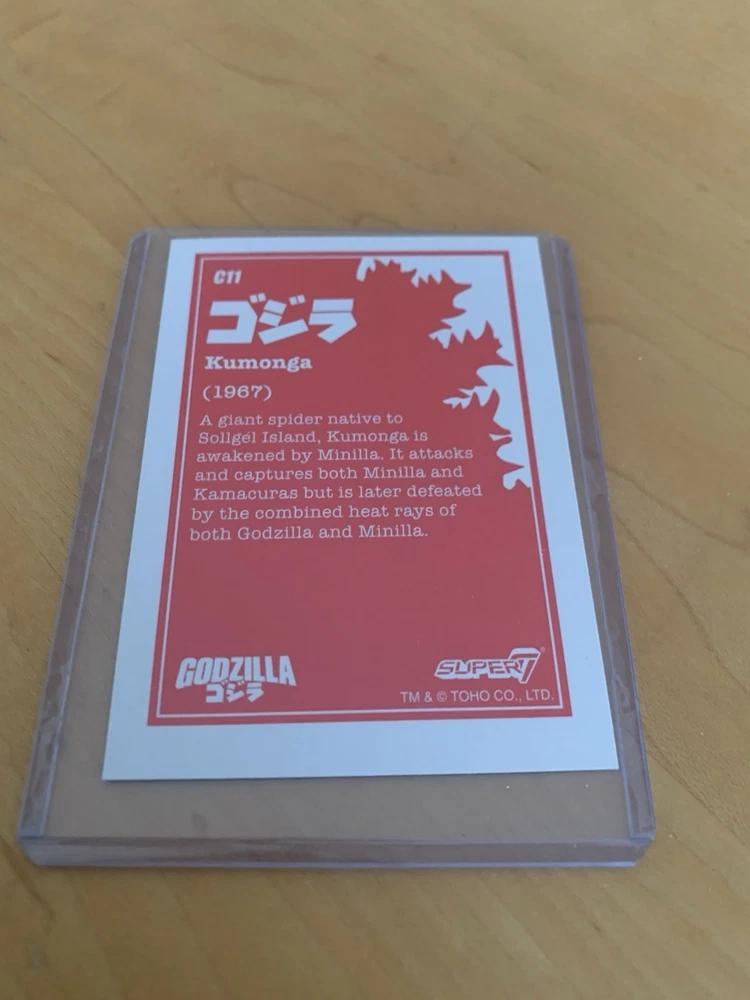 C11
ゴジラ
Kumonga
(1967)
A giant spider native to
Sollgel Island, Kumonga is
awakened by Minilla. It attacks
and captures both Minilla and
Kamacuras but is later defeated
by the combined heat rays of
both Godzilla and Minilla.
GODZILLA
ゴジラ
SUPER7®
TM & © TOHO CO., LTD.